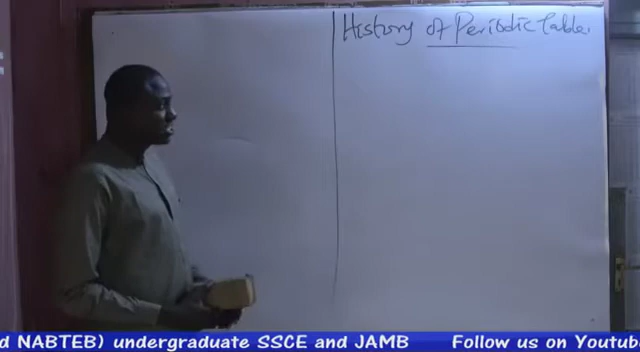 History of Periodic Table.
d NABTEB) undergraduate SSCE and JAMB Follow us on Youtub